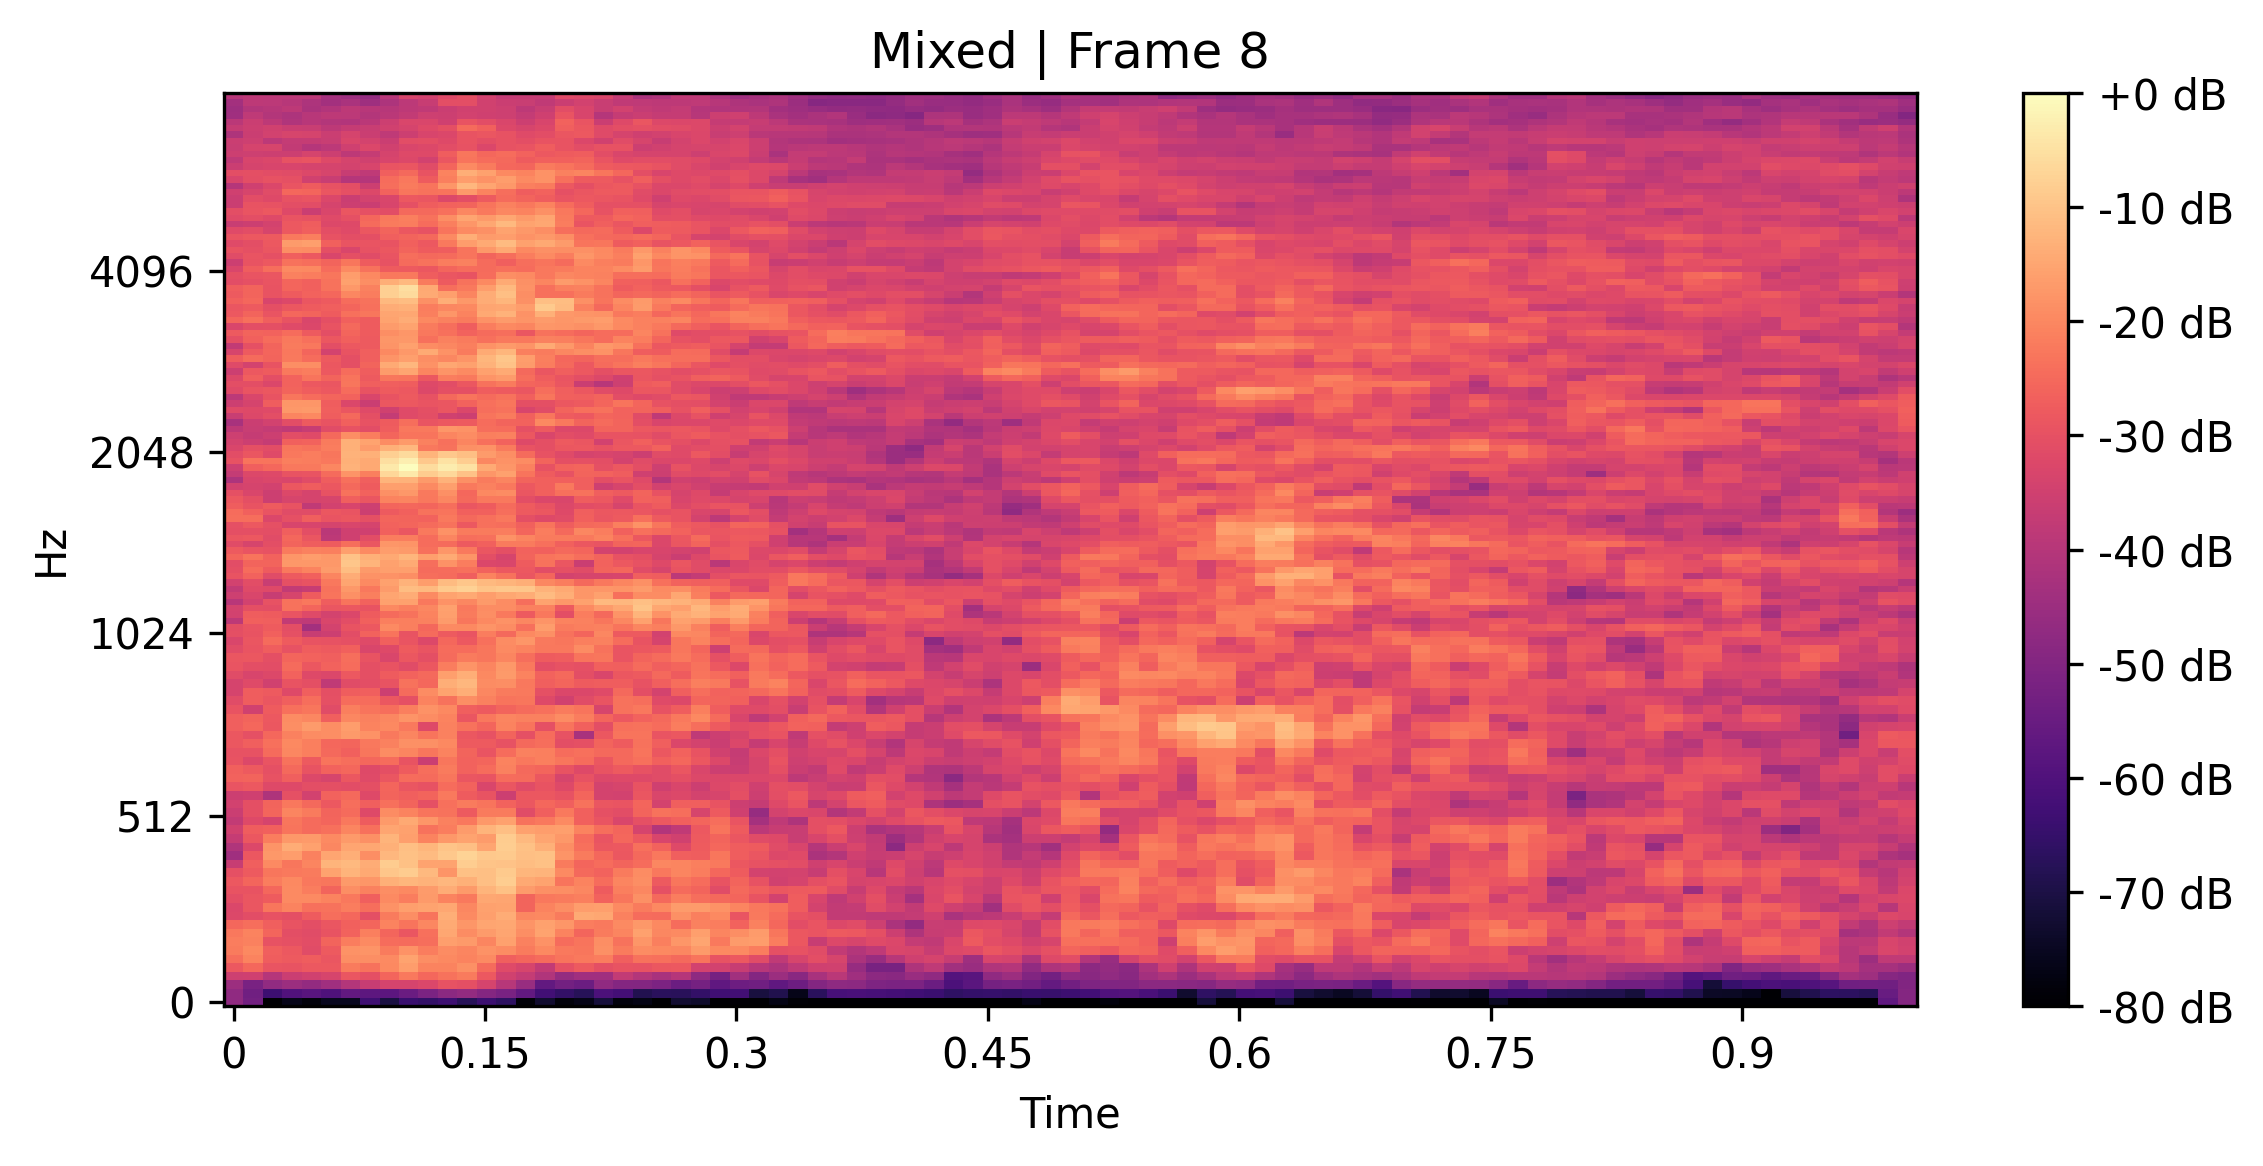 Mixed | Frame 8
Hz
4096
2048
1024
512
0
0 0.15 0.3 0.45 0.6 0.75 0.9
Time
+0 dB
-10 dB
-20 dB
-30 dB
-40 dB
-50 dB
-60 dB
-70 dB
-80 dB